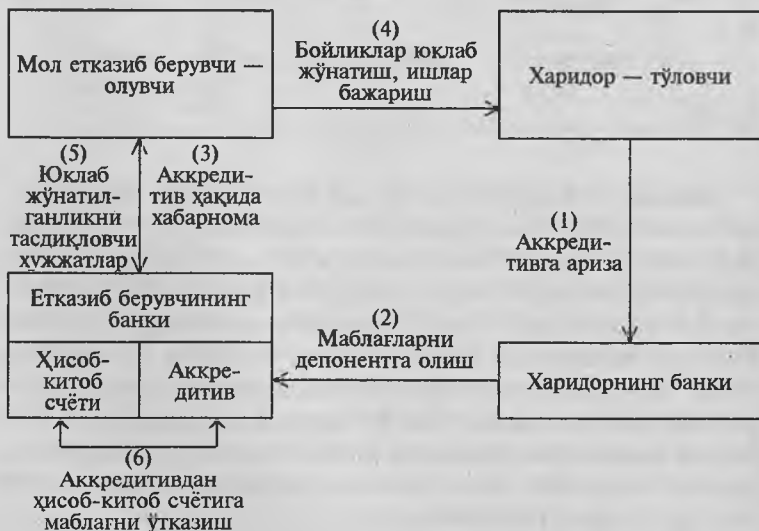 Мол етказиб берувчи —
олувчи
(4)
Бойликлар юклаб
жўнатиш, ишлар
бажариш
Харидор — тўловчи
(5)
Юклаб
жўнатил-
ганликни
тасдиқловчи
ҳужжатлар
(3)
Аккреди-
тив ҳақида
хабарнома
(1)
Аккреди-
тивга ариза
Етказиб берувчининг
банки
Ҳисоб-
китоб
счёти
Аккре-
дитив
(2)
Маблағларни
депонентга олиш
Харидорнинг банки
(6)
Аккредитивдан
ҳисоб-китоб счётига
маблағни ўтказиш